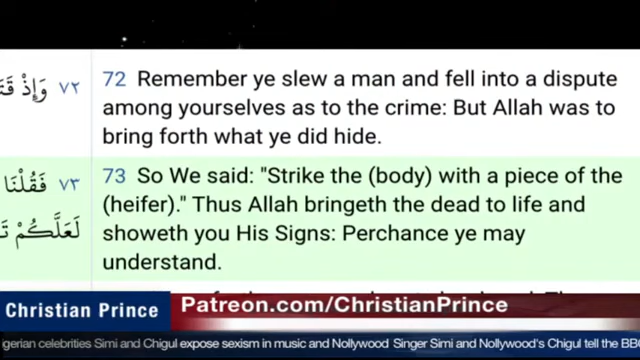 وَإِذْ قَتَ ٧٢
72 Remember ye slew a man and fell into a dispute
among yourselves as to the crime: But Allah was to
bring forth what ye did hide.
فَقُلْنَا ٧٣
73 So We said: "Strike the (body) with a piece of the
لَعَلَّكُمْ تَ
(heifer)." Thus Allah bringeth the dead to life and
showeth you His Signs: Perchance ye may
understand.
Christian Prince
Patreon.com/ChristianPrince
gerian celebrities Simi and Chigul expose sexism in music and Nollywood Singer Simi and Nollywood's Chigul tell the BB